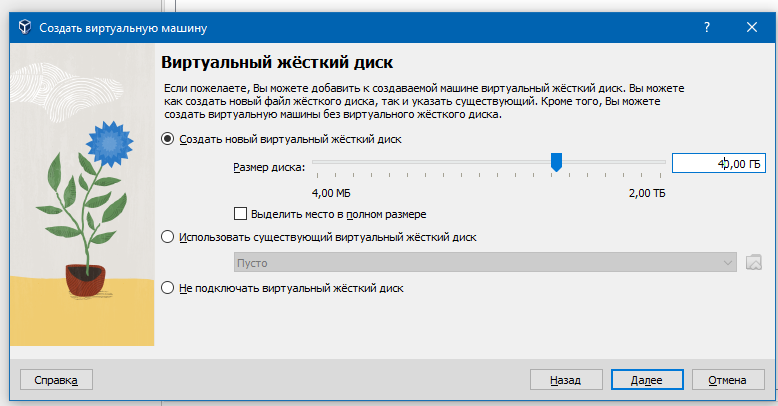 Создать виртуальную машину
?
Виртуальный жёсткий диск
Если пожелаете, Вы можете добавить к создаваемой машине виртуальный жёсткий диск. Вы можете
как создать новый файл жёсткого диска, так и указать существующий. Кроме того, Вы можете
создать виртуальную машины без виртуального жёсткого диска.
Создать новый виртуальный жёсткий диск
Размер диска: 40,00 ГБ
4,00 МБ 2,00 ТБ
Выделить место в полном размере
Использовать существующий виртуальный жёсткий диск
Пусто
Не подключать виртуальный жёсткий диск
Справка Назад Далее Отмена